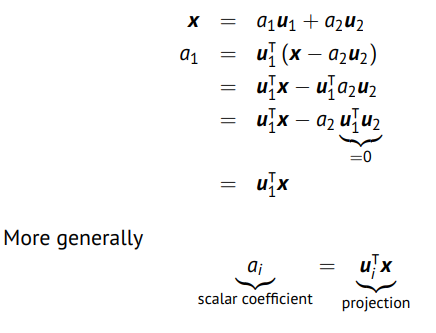 x = a₁u₁ + a₂u₂
a₁ = u₁ᵀ (x − a₂u₂)
= u₁ᵀx − u₁ᵀa₂u₂
= u₁ᵀx − a₂ u₁ᵀu₂
=0
= u₁ᵀx
More generally
aᵢ = uᵢᵀx
scalar coefficient projection